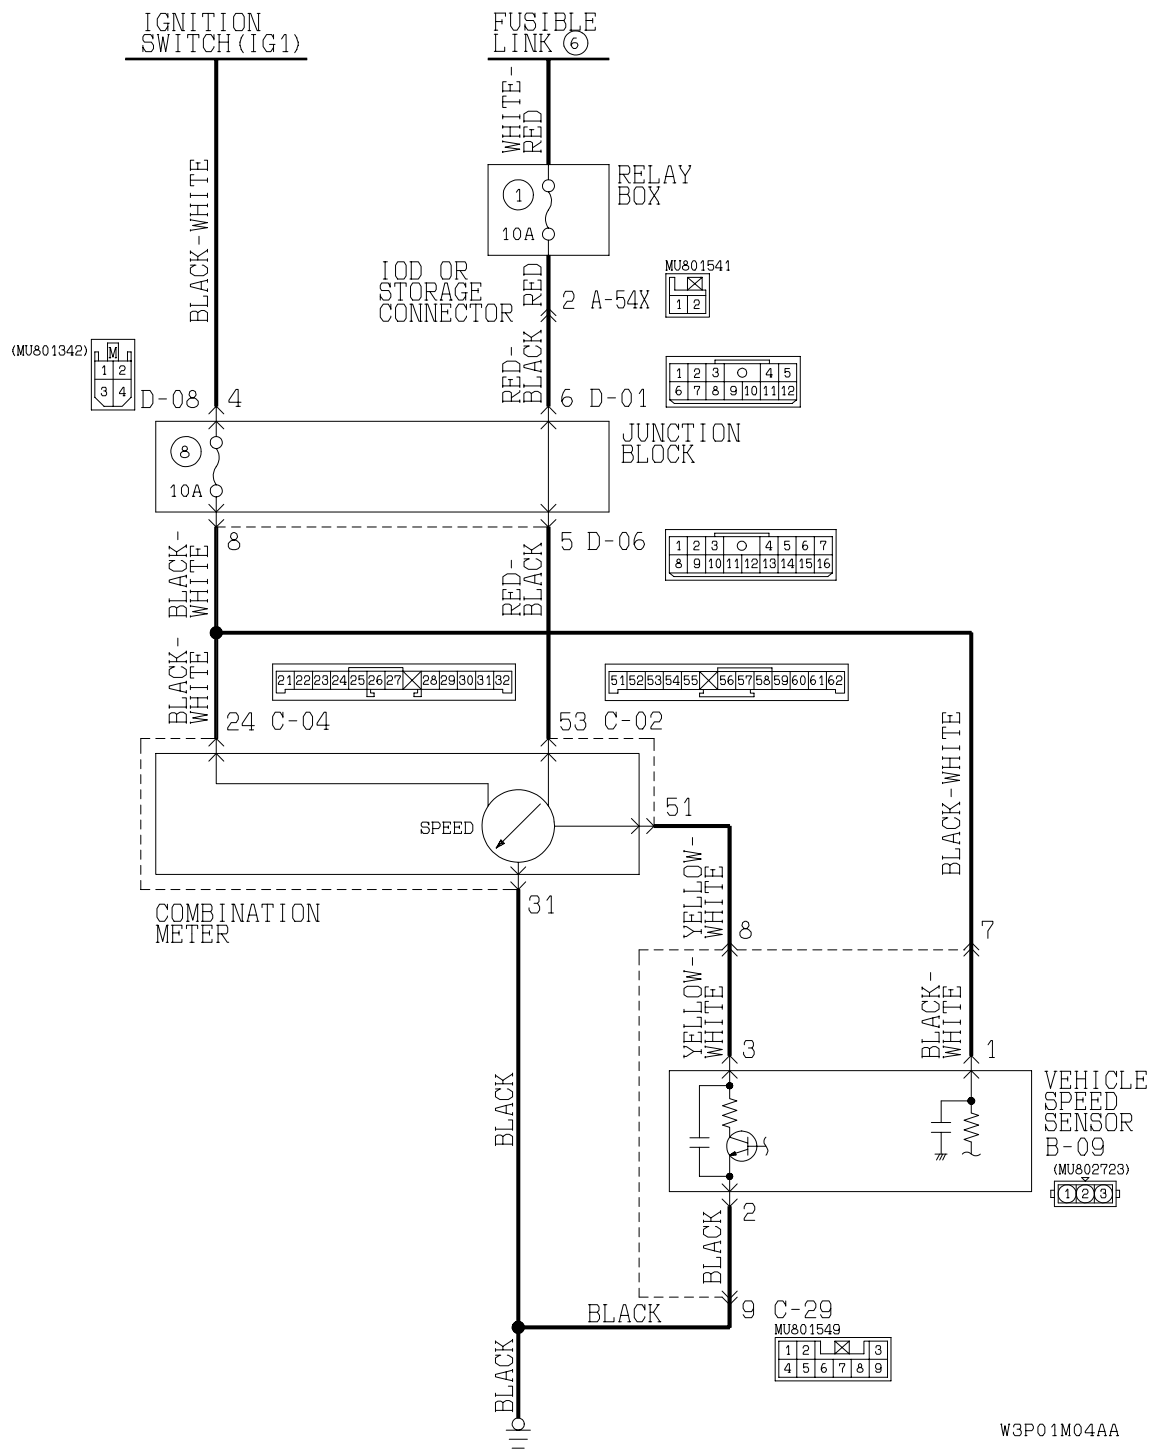 IGNITION
SWITCH(IG1)
FUSIBLE
LINK 6
WHITE-
RED
BLACK-WHITE
1
10A
RELAY
BOX
IOD OR
STORAGE
CONNECTOR
RED
2 A-54X
MU801541
1 2
RED-
BLACK
(MU801342)
M
1 2
3 4
D-08 4
6 D-01
1 2 3 4 5
6 7 8 9 10 11 12
8
10A
JUNCTION
BLOCK
8
5 D-06
1 2 3 4 5 6 7
8 9 10 11 12 13 14 15 16
BLACK-
WHITE
RED-
BLACK
BLACK-
WHITE
21 22 23 24 25 26 27 28 29 30 31 32
51 52 53 54 55 56 57 58 59 60 61 62
24 C-04
53 C-02
BLACK-WHITE
SPEED
51
31
COMBINATION
METER
YELLOW-
WHITE
8
7
YELLOW-
WHITE
BLACK-
WHITE
3
1
VEHICLE
SPEED
SENSOR
B-09
(MU802723)
1 2 3
BLACK
2
BLACK
9 C-29
MU801549
1 2 3
4 5 6 7 8 9
BLACK
BLACK
W3P01M04AA